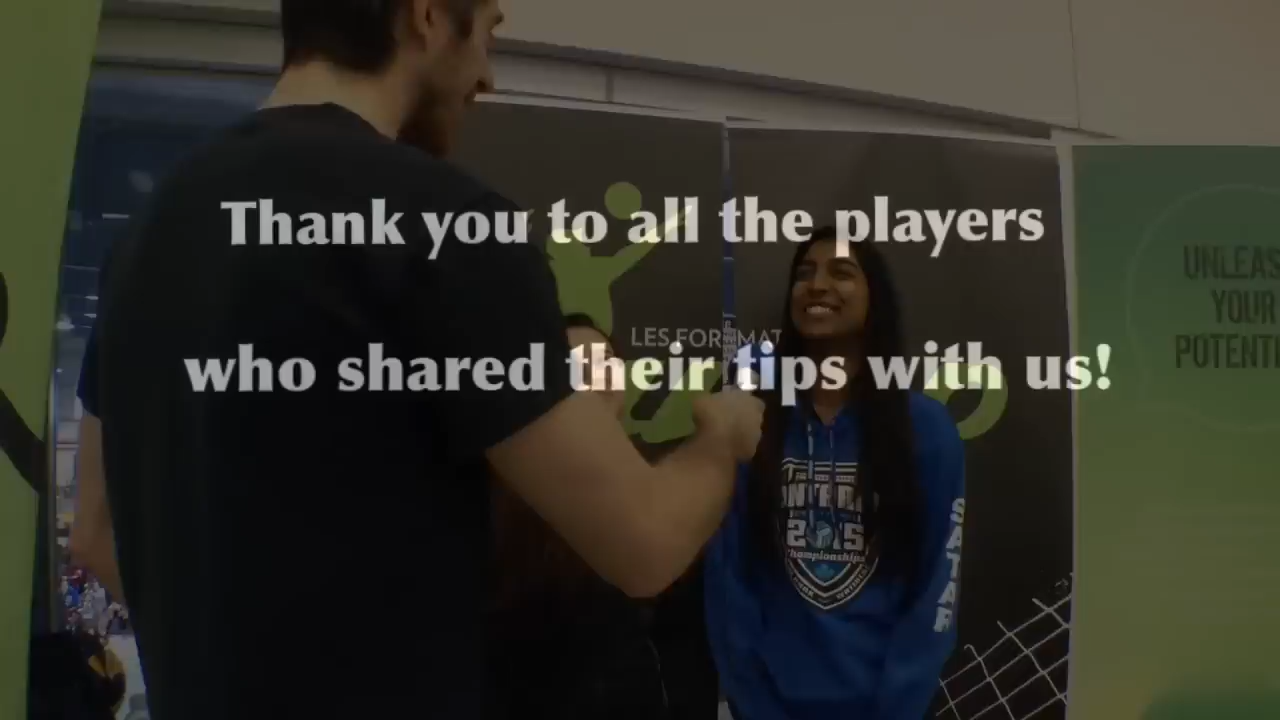 Thank you to all the players
who shared their tips with us!
LES FORMAT
UNLEAS
YOUR
POTENTI
ONTARIO
2015
Championships
SATAR